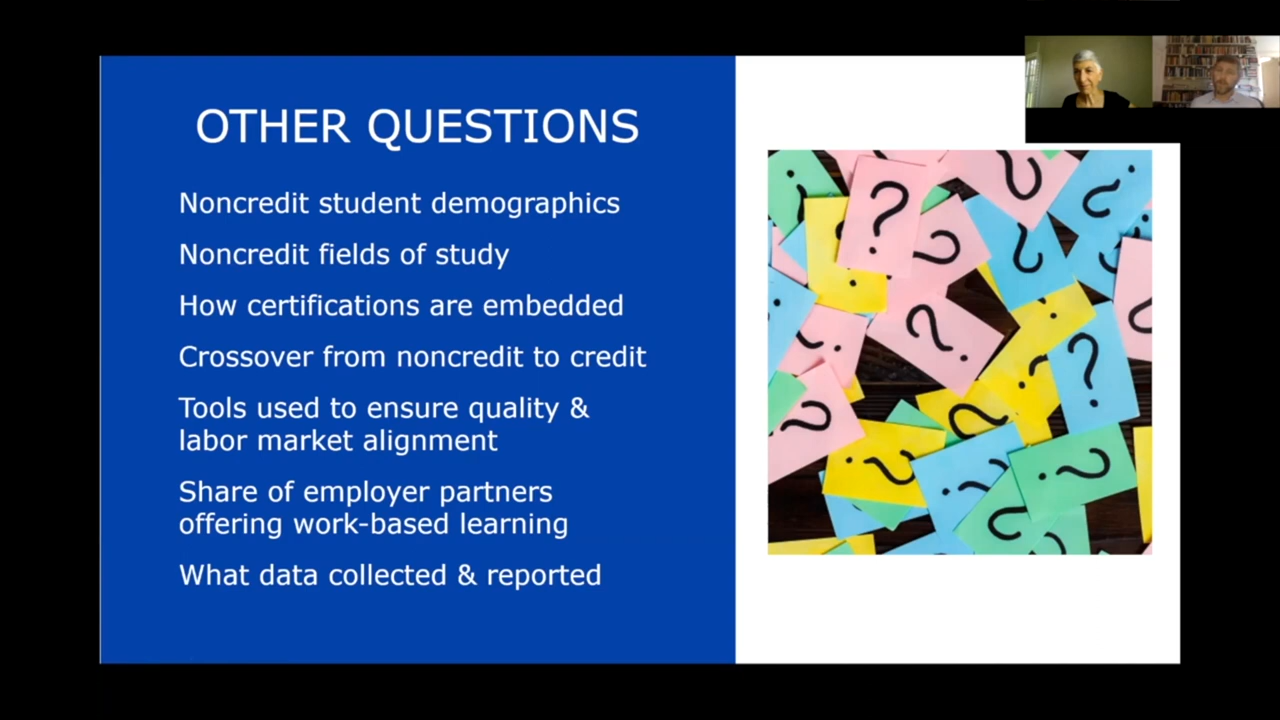 OTHER QUESTIONS
Noncredit student demographics
Noncredit fields of study
How certifications are embedded
Crossover from noncredit to credit
Tools used to ensure quality &
labor market alignment
Share of employer partners
offering work-based learning
What data collected & reported